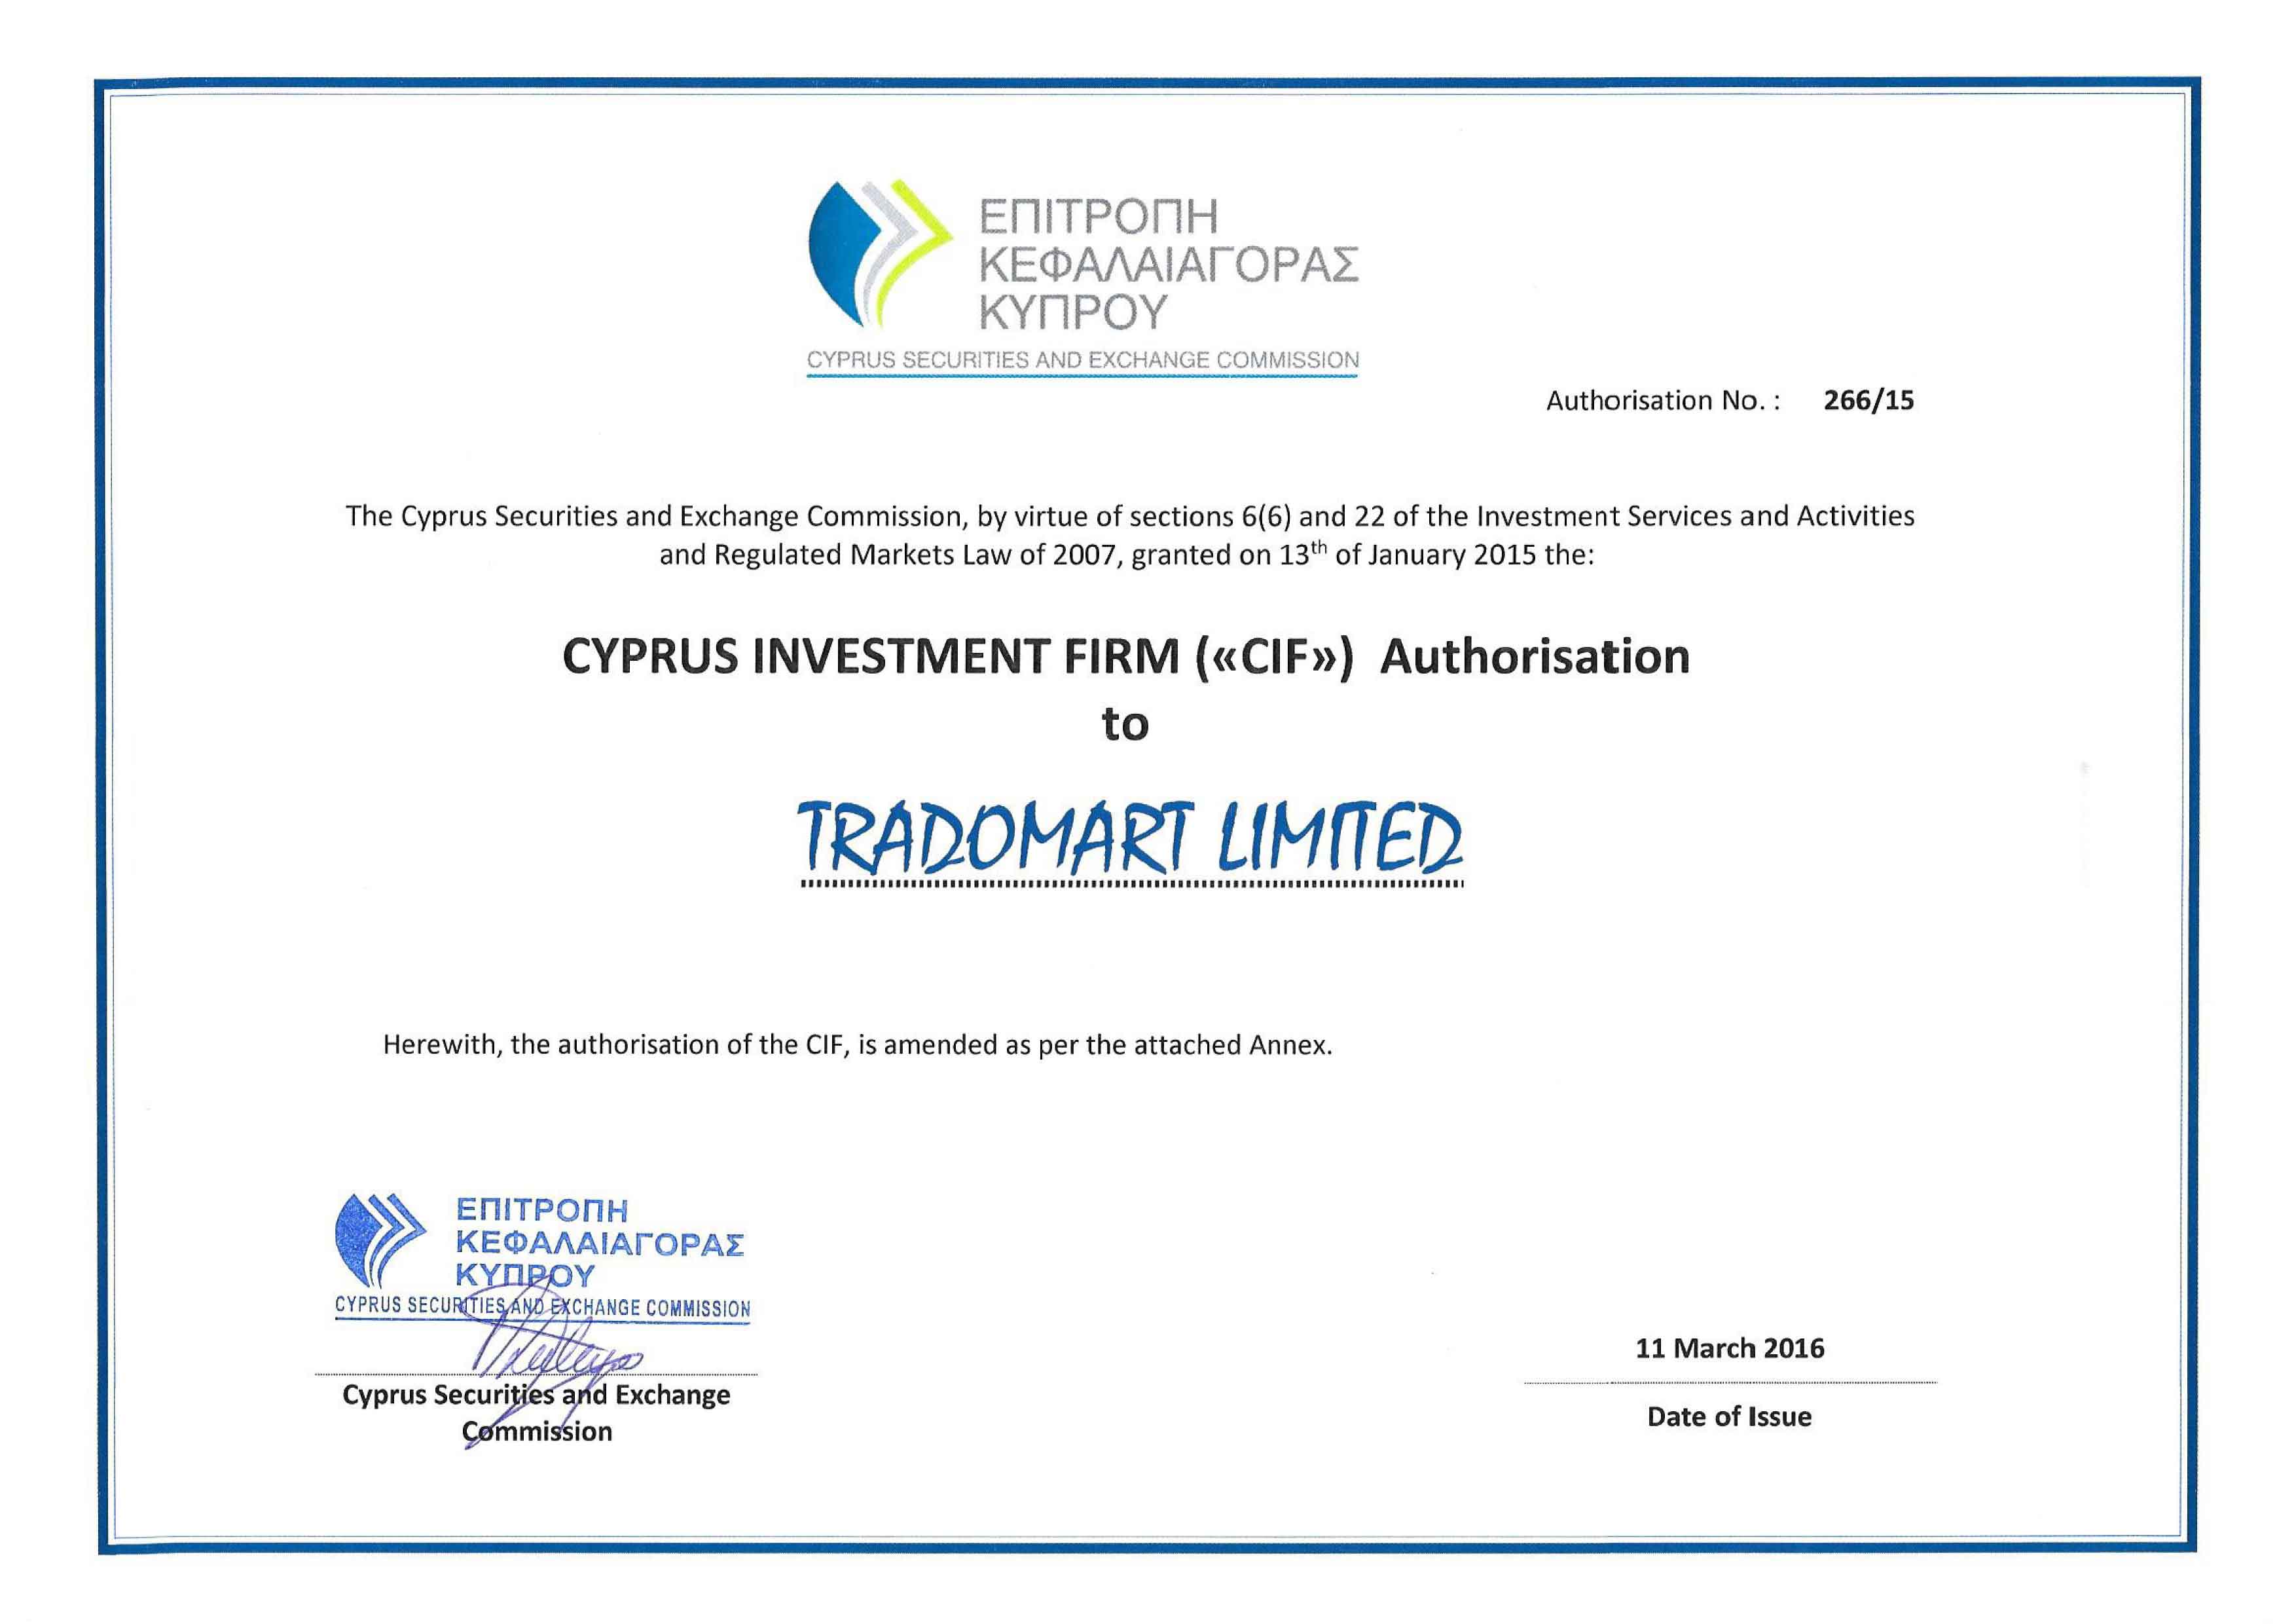 ΕΠΙΤΡΟΠΗ
ΚΕΦΑΛΑΙΑΓΟΡΑΣ
ΚΥΠΡΟΥ
CYPRUS SECURITIES AND EXCHANGE COMMISSION
Authorisation No. : 266/15
The Cyprus Securities and Exchange Commission, by virtue of sections 6(6) and 22 of the Investment Services and Activities
and Regulated Markets Law of 2007, granted on 13th of January 2015 the:
CYPRUS INVESTMENT FIRM («CIF») Authorisation
to
TRADOMART LIMITED
Herewith, the authorisation of the CIF, is amended as per the attached Annex.
ΕΠΙΤΡΟΠΗ
ΚΕΦΑΛΑΙΑΓΟΡΑΣ
ΚΥΠΡΟΥ
CYPRUS SECURITIES AND EXCHANGE COMMISSION
Cyprus Securities and Exchange
Commission
11 March 2016
Date of Issue